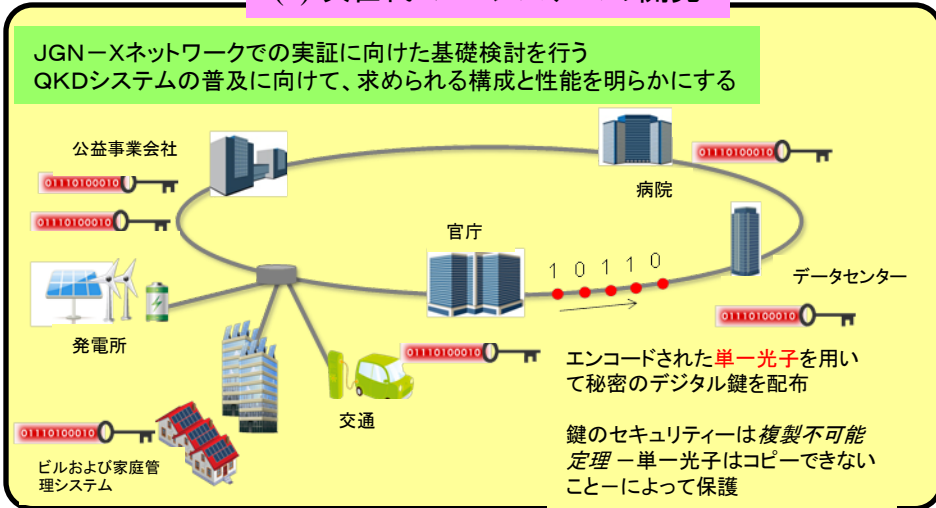 JGN-Xネットワークでの実証に向けた基礎検討を行う
QKDシステムの普及に向けて、求められる構成と性能を明らかにする
公益事業会社
01110100010
01110100010
01110100010
病院
官庁
1 0 1 1 0
データセンター
01110100010
発電所
01110100010
交通
エンコードされた単一光子を用い
て秘密のデジタル鍵を配布
01110100010
ビルおよび家庭管
理システム
鍵のセキュリティーは複製不可能
定理-単一光子はコピーできない
こと-によって保護